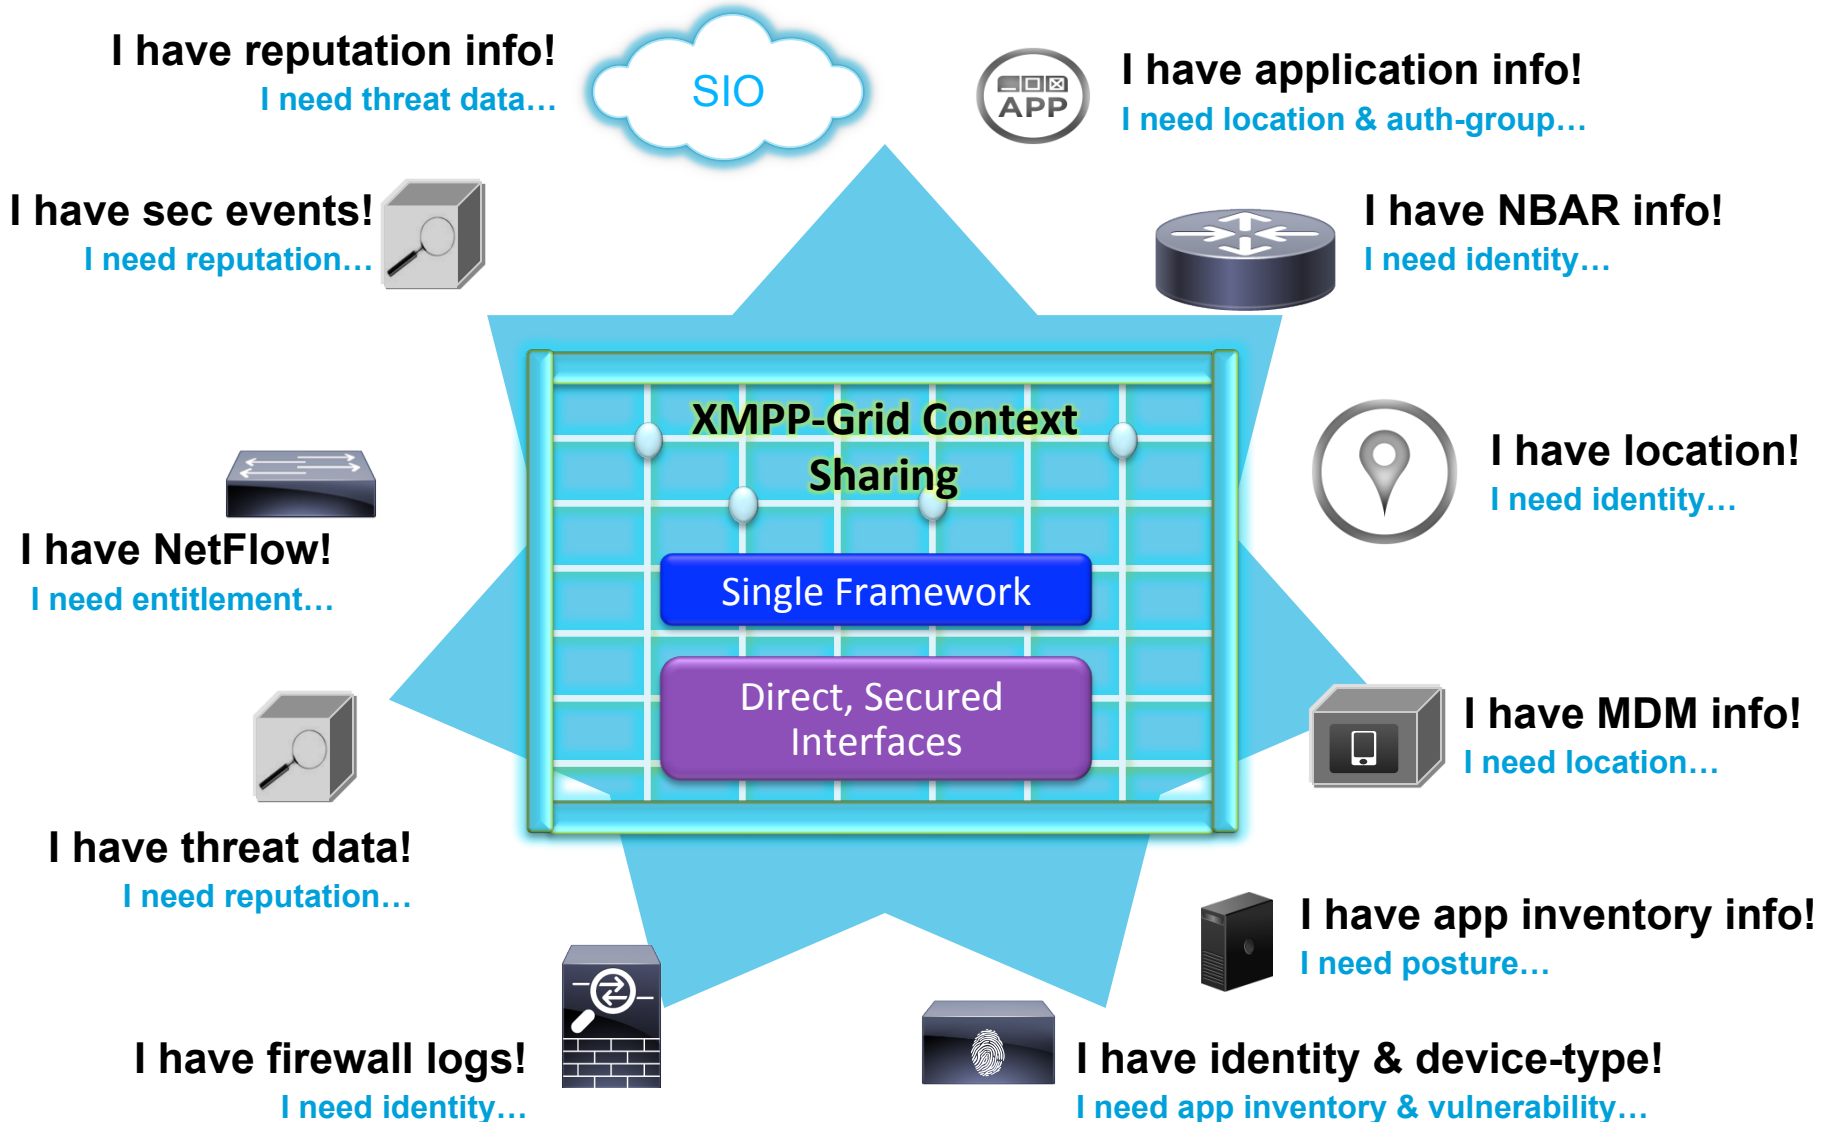 I have reputation info!
I need threat data…
SIO
APP
I have application info!
I need location & auth-group…
I have sec events!
I need reputation…
I have NBAR info!
I need identity…
XMPP-Grid Context
Sharing
I have location!
I need identity…
I have NetFlow!
I need entitlement…
Single Framework
Direct, Secured
Interfaces
I have MDM info!
I need location…
I have threat data!
I need reputation…
I have app inventory info!
I need posture…
I have firewall logs!
I need identity…
I have identity & device-type!
I need app inventory & vulnerability…